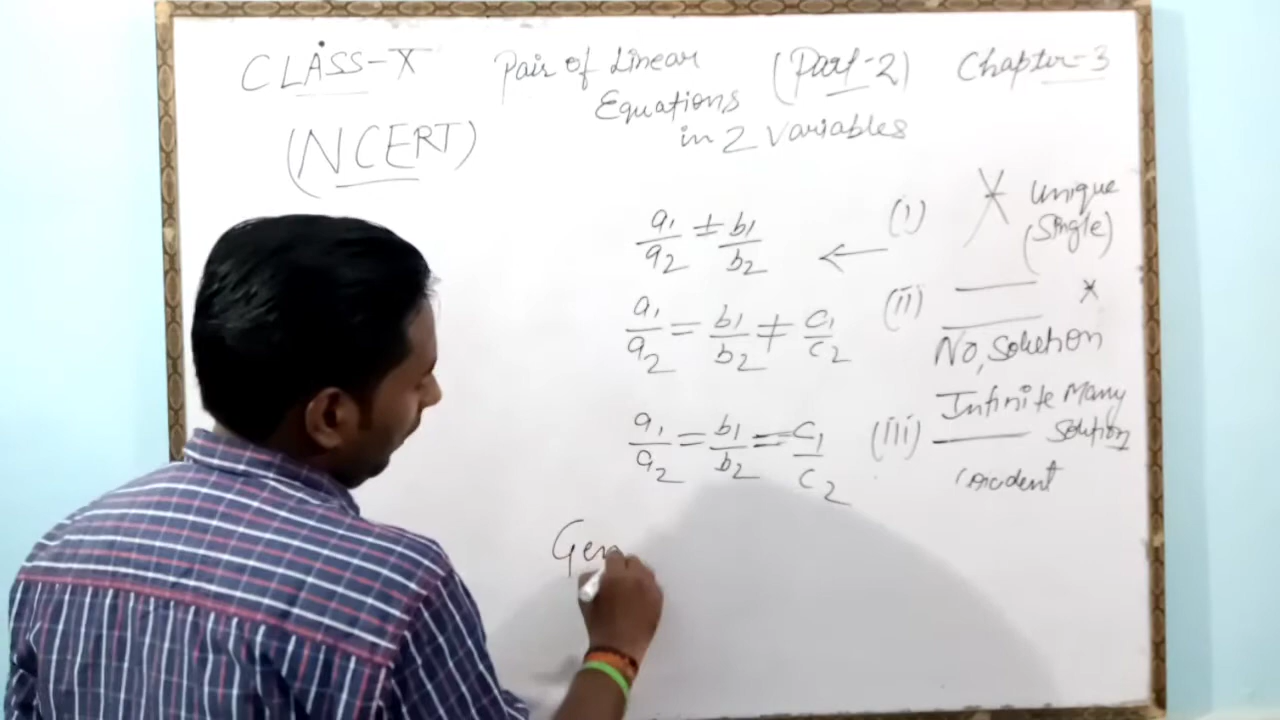 CLASS-X Pair of Linear (Part-2) Chapter-3
Equations
in 2 Variables
(NCERT)
a1/a2 ≠ b1/b2 ← (i) Unique
(Single)
a1/a2 = b1/b2 ≠ c1/c2 (ii)
No, Solution
Infinite Many
a1/a2 = b1/b2 = c1/c2 (iii) Solution
Gen